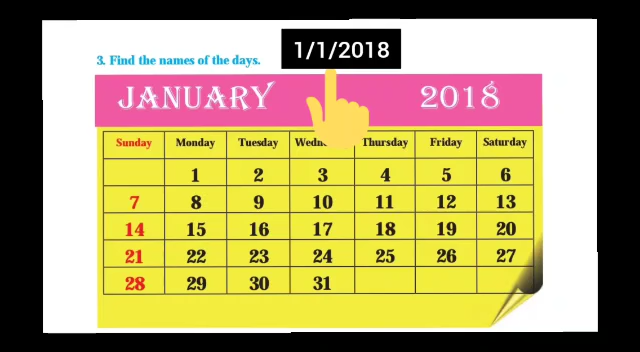 1/1/2018
3. Find the names of the days.
JANUARY 2018
Sunday Monday Tuesday Thursday Friday Saturday
1 2 3 4 5 6
7 8 9 10 11 12 13
14 15 16 17 18 19 20
21 22 23 24 25 26 27
28 29 30 31